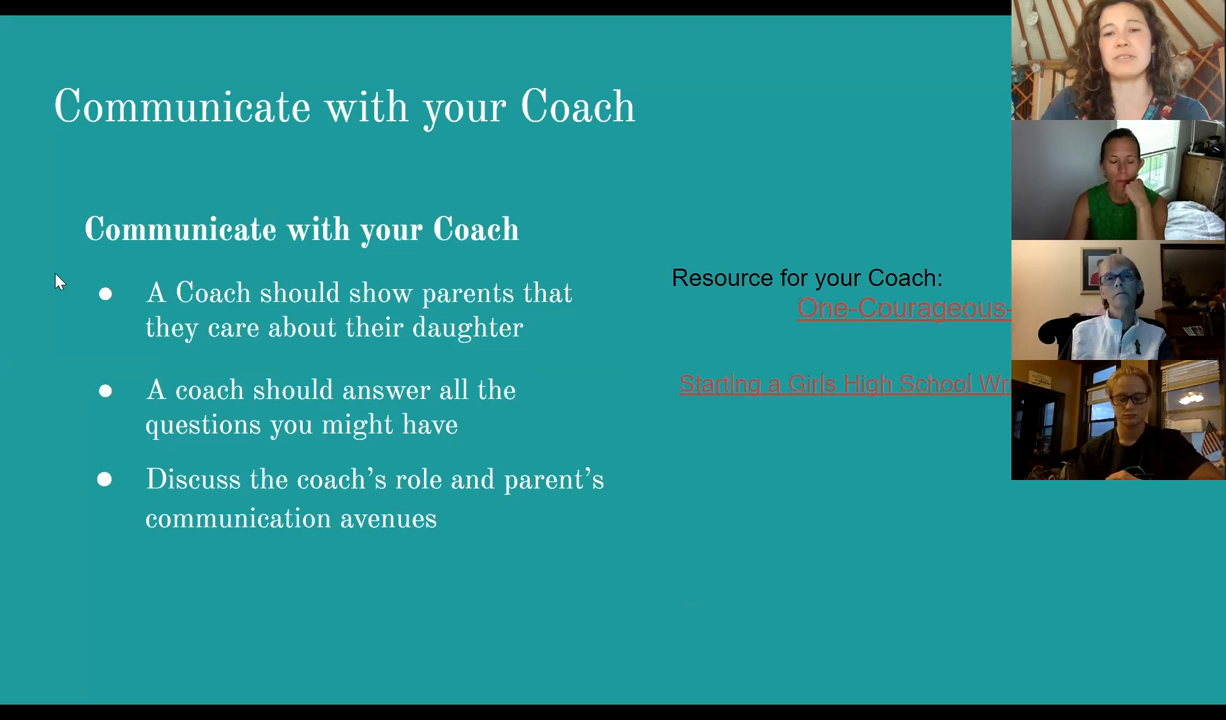 Communicate with your Coach
Communicate with your Coach
● A Coach should show parents that
they care about their daughter
● A coach should answer all the
questions you might have
● Discuss the coach’s role and parent’s
communication avenues
Resource for your Coach:
One-Courageous-
Starting a Girls High School